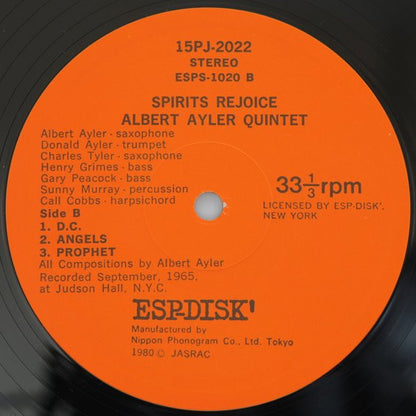 15PJ-2022
STEREO
ESPS-1020 B
SPIRITS REJOICE
ALBERT AYLER QUINTET
Albert Ayler - saxophone
Donald Ayler - trumpet
Charles Tyler - saxophone
Henry Grimes - bass
Gary Peacock - bass
Sunny Murray - percussion
Call Cobbs - harpsichord
33 1/3 rpm
LICENSED BY ESP-DISK',
NEW YORK
Side B
1. D.C.
2. ANGELS
3. PROPHET
All Compositions by Albert Ayler
Recorded September, 1965,
at Judson Hall, N.Y.C.
ESP-DISK'
Manufactured by
Nippon Phonogram Co., Ltd. Tokyo
1980 © JASRAC